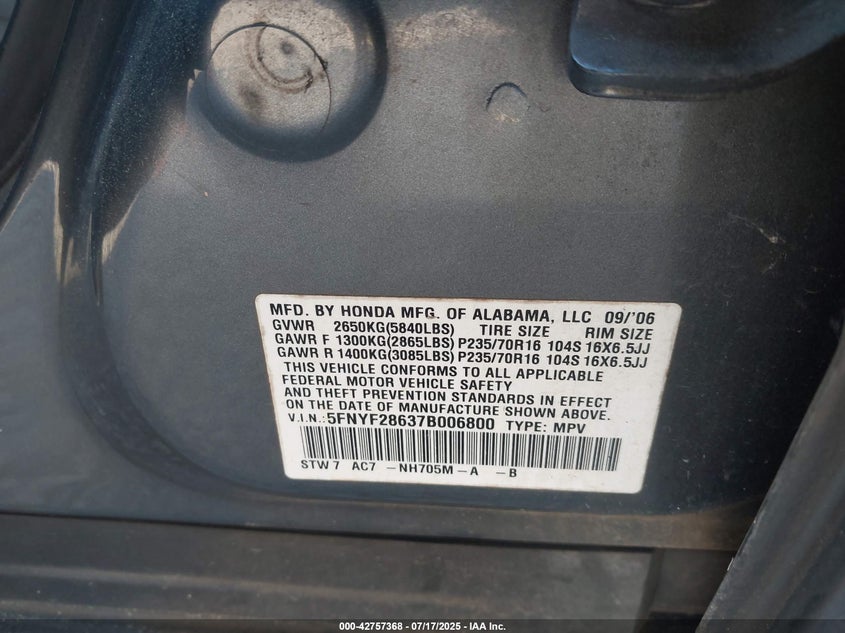 MFD. BY HONDA MFG. OF ALABAMA, LLC 09/'06
GVWR 2650KG(5840LBS) TIRE SIZE RIM SIZE
GAWR F 1300KG(2865LBS) P235/70R16 104S 16X6.5JJ
GAWR R 1400KG(3085LBS) P235/70R16 104S 16X6.5JJ
THIS VEHICLE CONFORMS TO ALL APPLICABLE
FEDERAL MOTOR VEHICLE SAFETY
AND THEFT PREVENTION STANDARDS IN EFFECT
ON THE DATE OF MANUFACTURE SHOWN ABOVE.
V.I.N.: 5FNYF28637B006800 TYPE: MPV
STW7 AC7 -NH705M-A -B
000-42757368 - 07/17/2025 - IAA Inc.